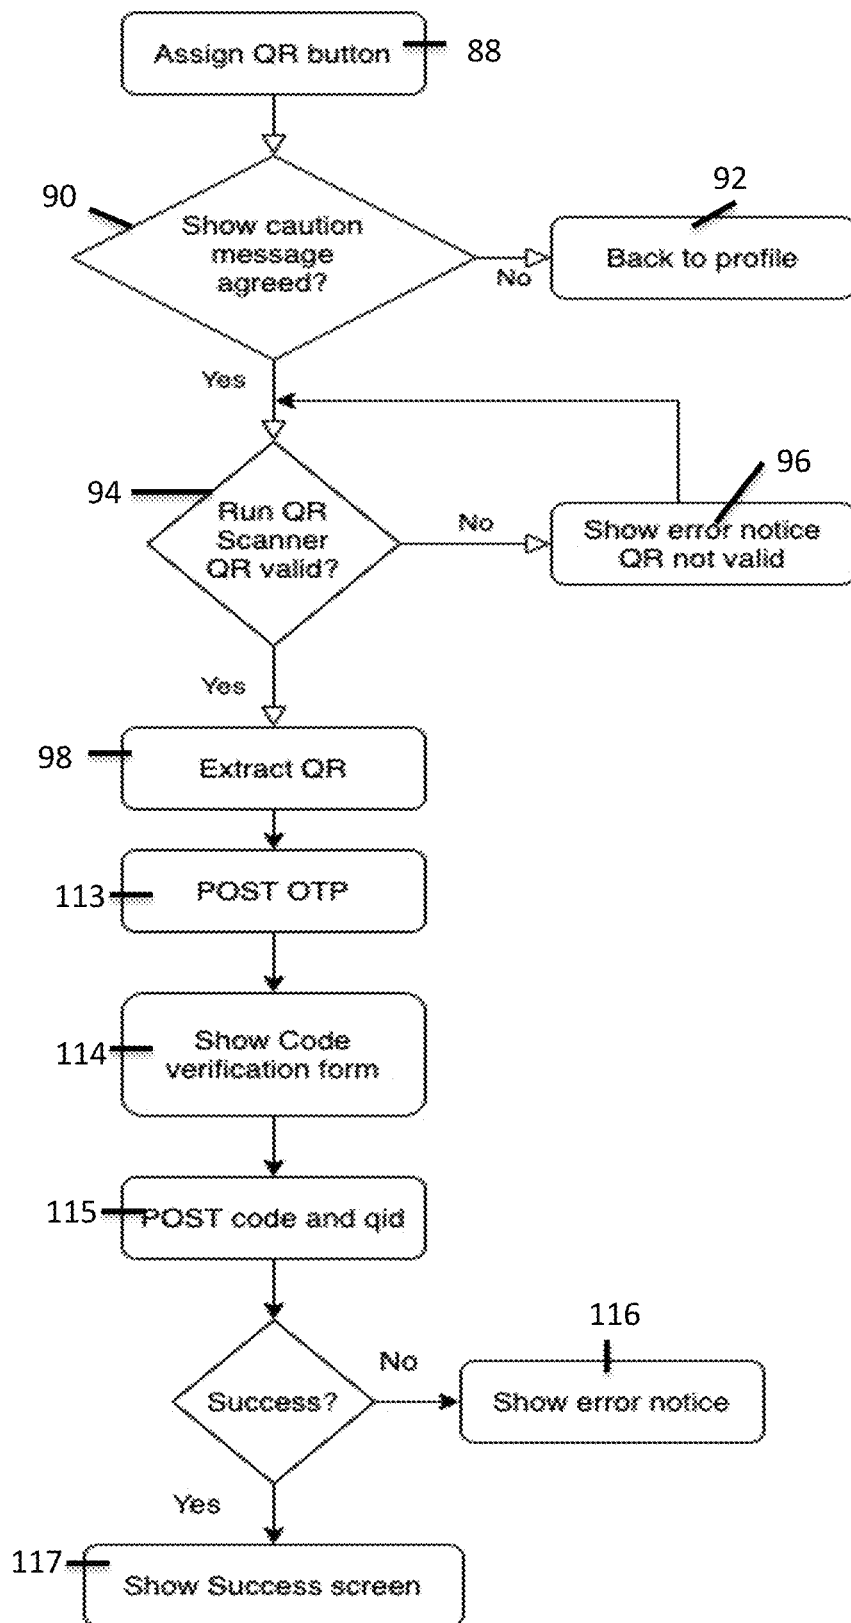 Assign QR button
88
90
Show caution
message
agreed?
No
92
Back to profile
Yes
94
Run QR
Scanner
QR valid?
No
96
Show error notice
QR not valid
Yes
98
Extract QR
113
POST OTP
114
Show Code
verification form
115
POST code and qid
Success?
No
116
Show error notice
Yes
117
Show Success screen